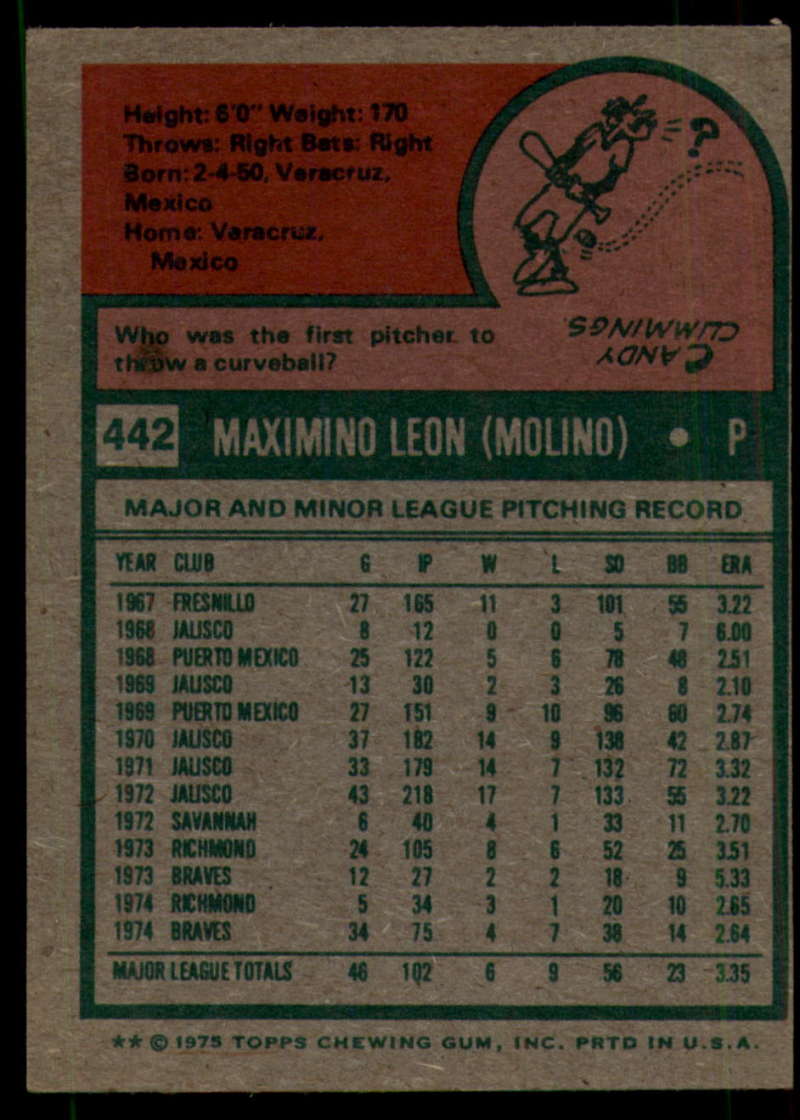 Height: 6'0" Weight: 170
Throws: Right Bats: Right
Born: 2-4-50, Veracruz,
Mexico
Home: Veracruz,
Mexico
?
Who was the first pitcher to
throw a curveball?
CANDY
CUMMINGS
442 MAXIMINO LEON (MOLINO) • P
MAJOR AND MINOR LEAGUE PITCHING RECORD
YEAR CLUB G IP W L SO BB ERA
1967 FRESNILLO 27 165 11 3 101 55 3.22
1968 JALISCO 8 12 0 0 5 7 6.00
1968 PUERTO MEXICO 25 122 5 6 78 48 2.51
1969 JALISCO 13 30 2 3 26 8 2.10
1969 PUERTO MEXICO 27 151 9 10 96 60 2.74
1970 JALISCO 37 182 14 9 138 42 2.87
1971 JALISCO 33 179 14 7 132 72 3.32
1972 JALISCO 43 218 17 7 133 55 3.22
1972 SAVANNAH 6 40 4 1 33 11 2.70
1973 RICHMOND 24 105 8 6 52 25 3.51
1973 BRAVES 12 27 2 2 18 9 5.33
1974 RICHMOND 5 34 3 1 20 10 2.65
1974 BRAVES 34 75 4 7 38 14 2.64
MAJOR LEAGUE TOTALS 46 102 6 9 56 23 3.35
** © 1975 TOPPS CHEWING GUM, INC. PRTD IN U.S.A.